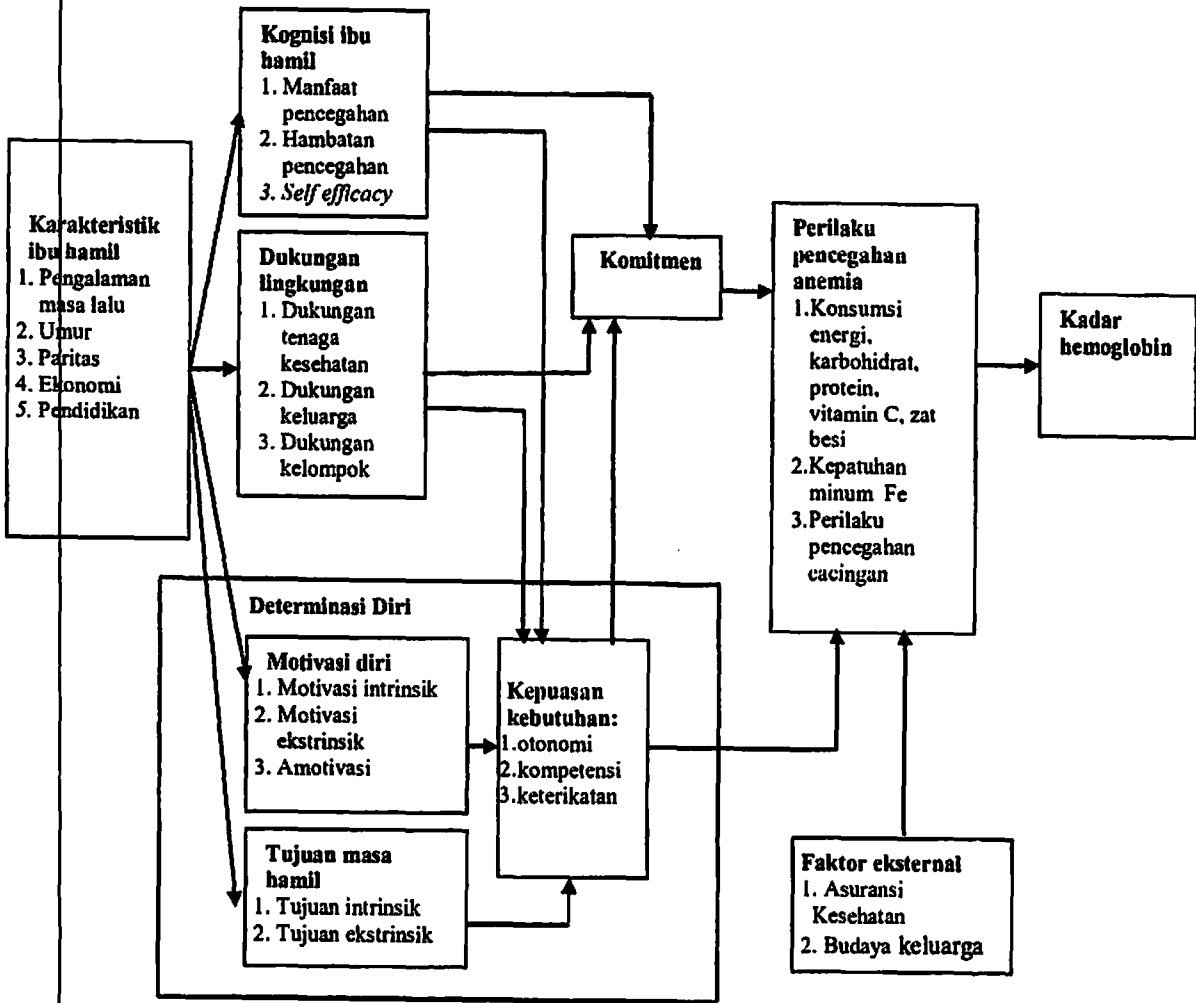 Karakteristik
ibu hamil
1. Pengalaman
masa lalu
2. Umur
3. Paritas
4. Ekonomi
5. Pendidikan
Kognisi ibu
hamil
1. Manfaat
pencegahan
2. Hambatan
pencegahan
3. Self efficacy
Dukungan
lingkungan
1. Dukungan
tenaga
kesehatan
2. Dukungan
keluarga
3. Dukungan
kelompok
Determinasi Diri
Motivasi diri
1. Motivasi intrinsik
2. Motivasi
ekstrinsik
3. Amotivasi
Tujuan masa
hamil
1. Tujuan intrinsik
2. Tujuan ekstrinsik
Kepuasan
kebutuhan:
1.otonomi
2.kompetensi
3.keterikatan
Komitmen
Perilaku
pencegahan
anemia
1.Konsumsi
energi,
karbohidrat,
protein,
vitamin C, zat
besi
2.Kepatuhan
minum Fe
3.Perilaku
pencegahan
cacingan
Faktor eksternal
1. Asuransi
Kesehatan
2. Budaya keluarga
Kadar
hemoglobin